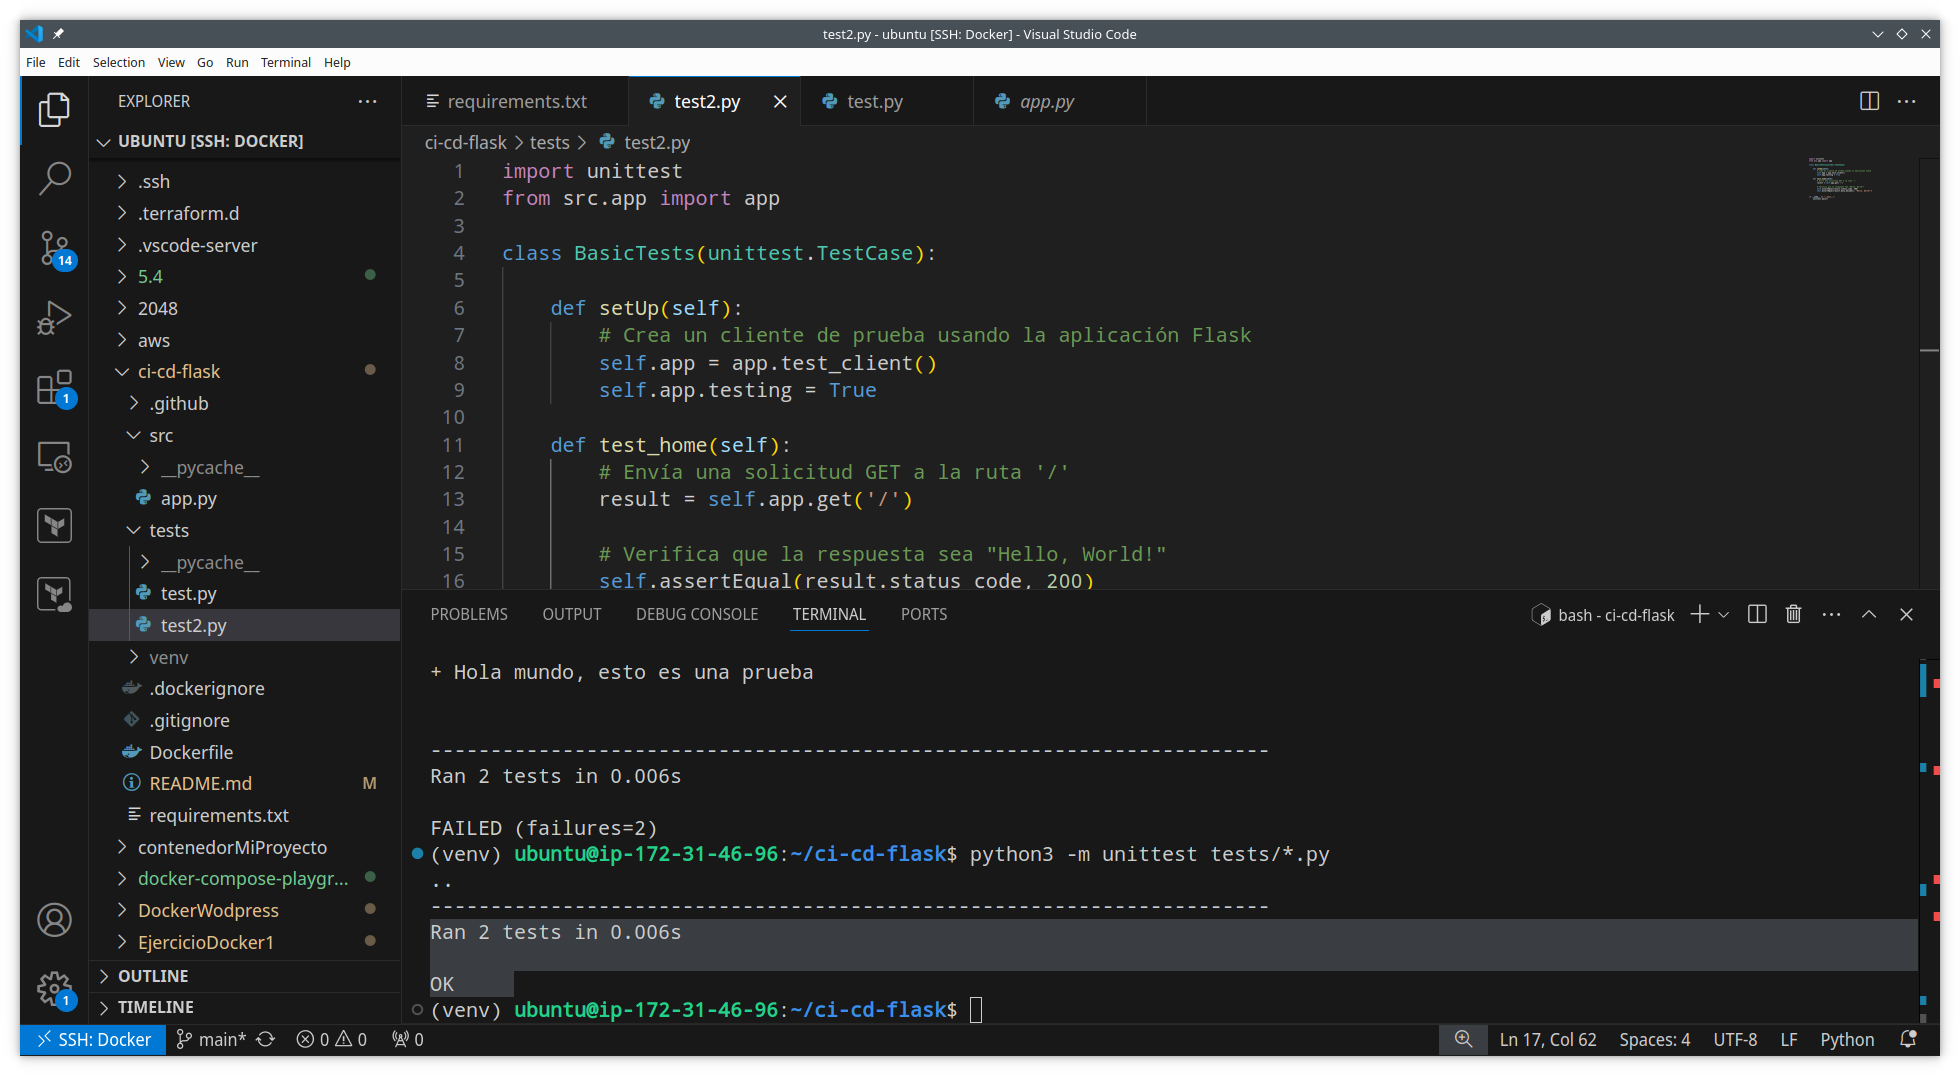 test2.py - ubuntu [SSH: Docker] - Visual Studio Code
File Edit Selection View Go Run Terminal Help
EXPLORER
UBUNTU [SSH: DOCKER]
.ssh
.terraform.d
.vscode-server
5.4
2048
aws
ci-cd-flask
.github
src
__pycache__
app.py
tests
__pycache__
test.py
test2.py
venv
.dockerignore
.gitignore
Dockerfile
README.md M
requirements.txt
contenedorMiProyecto
docker-compose-playgr...
DockerWodpress
EjercicioDocker1
OUTLINE
TIMELINE
14
1
1
requirements.txt test2.py test.py app.py
ci-cd-flask > tests > test2.py
1 import unittest
2 from src.app import app
3
4 class BasicTests(unittest.TestCase):
5
6 def setUp(self):
7 # Crea un cliente de prueba usando la aplicación Flask
8 self.app = app.test_client()
9 self.app.testing = True
10
11 def test_home(self):
12 # Envía una solicitud GET a la ruta '/'
13 result = self.app.get('/')
14
15 # Verifica que la respuesta sea "Hello, World!"
16 self.assertEqual(result.status_code, 200)
PROBLEMS OUTPUT DEBUG CONSOLE TERMINAL PORTS
bash - ci-cd-flask
+ Hola mundo, esto es una prueba
----------------------------------------------------------------------
Ran 2 tests in 0.006s
FAILED (failures=2)
(venv) ubuntu@ip-172-31-46-96:~/ci-cd-flask$ python3 -m unittest tests/*.py
..
----------------------------------------------------------------------
Ran 2 tests in 0.006s
OK
(venv) ubuntu@ip-172-31-46-96:~/ci-cd-flask$
SSH: Docker main* 0 0 0 Ln 17, Col 62 Spaces: 4 UTF-8 LF Python